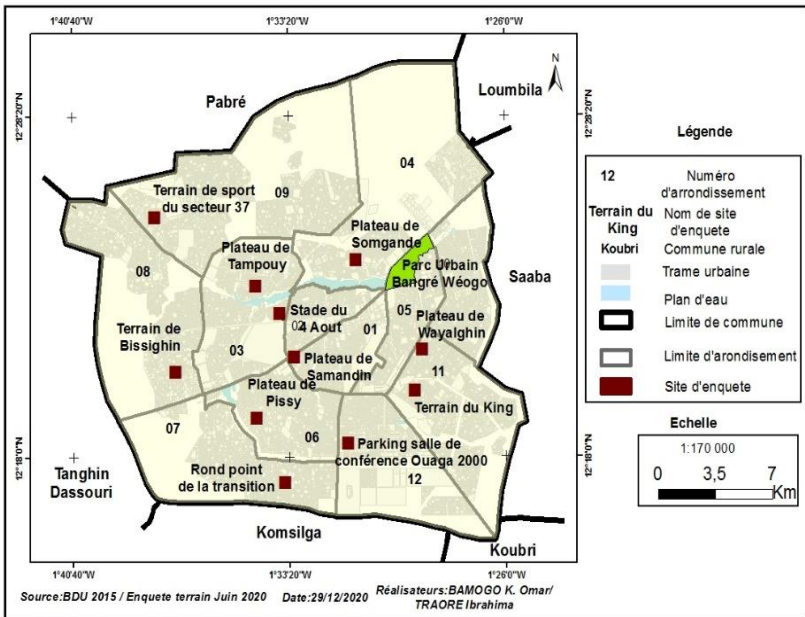 1°40'40"W
1°33'20"W
1°26'0"W
12°28'20"N
12°28'20"N
N
Pabré
Loumbila
04
09
Terrain de sport
du secteur 37
Plateau de
Somgande
Plateau de
Tampouy
Parc Urbain
Bangré Wéogo
Saaba
08
Stade du
4 Aout
02
01
05
Plateau de
Wayalghin
Terrain de
Bissighin
03
Plateau de
Samandin
11
Plateau de
Pissy
Terrain du King
07
06
Parking salle de
conférence Ouaga 2000
12
Rond point
de la transition
12°18'0"N
12°18'0"N
Tanghin
Dassouri
Komsilga
Koubri
1°40'40"W
1°33'20"W
1°26'0"W
Source:BDU 2015 / Enquete terrain Juin 2020
Date:29/12/2020
Réalisateurs:BAMOGO K. Omar/
TRAORE Ibrahima
Légende
12
Numéro
d'arrondissement
Terrain du
King
Nom de site
d'enquete
Koubri
Commune rurale
Trame urbaine
Plan d'eau
Limite de commune
Limite d'arondisement
Site d'enquete
Echelle
1:170 000
0
3,5
7
Km